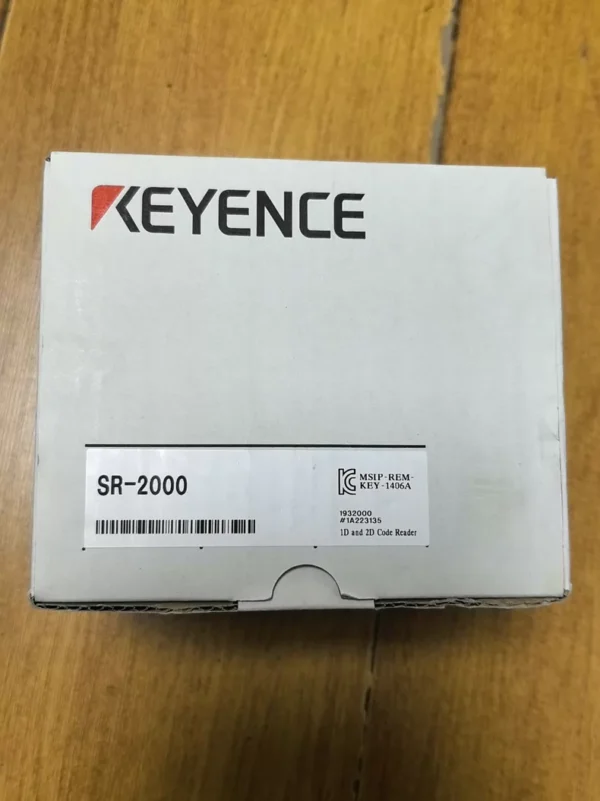 KEYENCE
SR-2000
MSIP-REM-
KEY-1406A
1932000
#1A223135
1D and 2D Code Reader